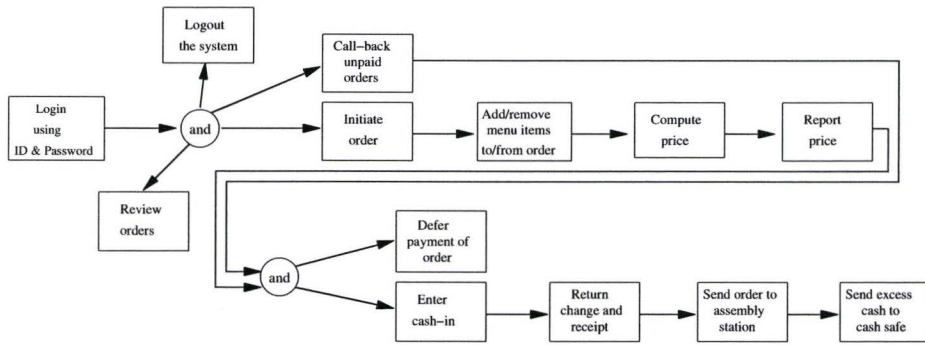 Logout
the system
Call-back
unpaid
orders
Login
using
ID & Password
and
Initiate
order
Add/remove
menu items
to/from order
Compute
price
Report
price
Review
orders
Defer
payment of
order
and
Enter
cash-in
Return
change and
receipt
Send order to
assembly
station
Send excess
cash to
cash safe